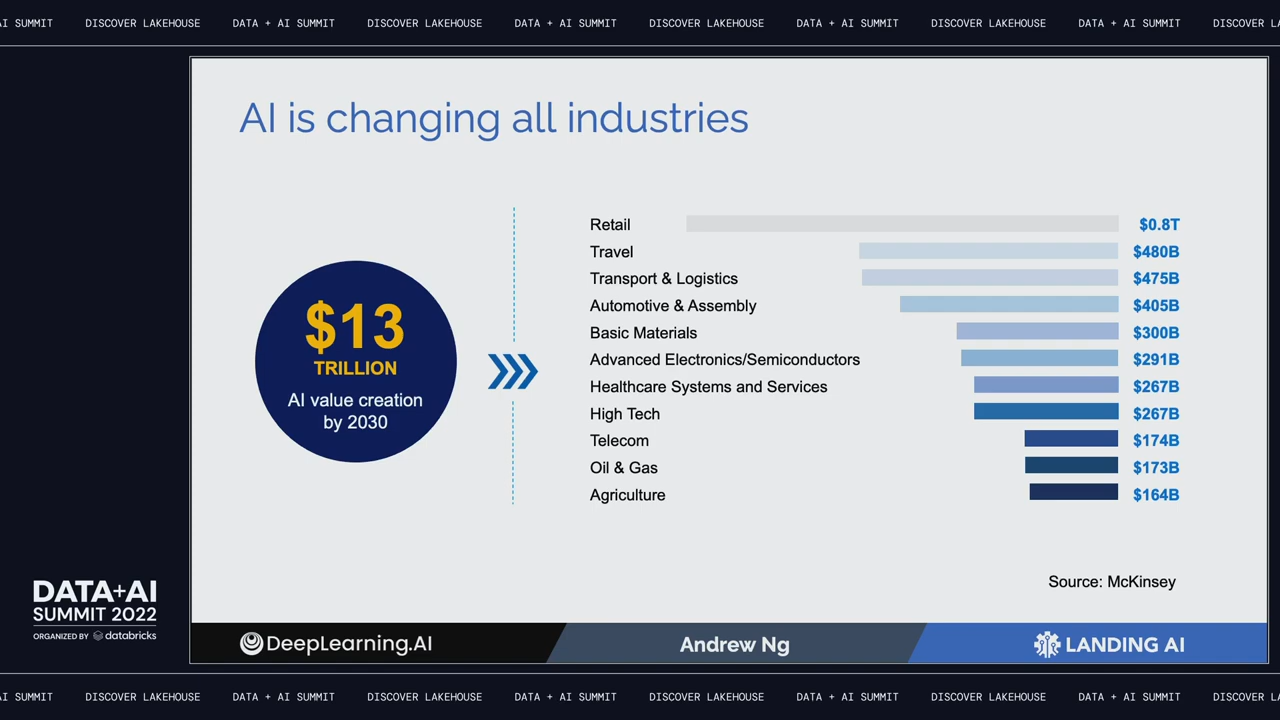 AI SUMMIT DISCOVER LAKEHOUSE DATA + AI SUMMIT DISCOVER LAKEHOUSE DATA + AI SUMMIT DISCOVER LAKEHOUSE DATA + AI SUMMIT DISCOVER LAKEHOUSE DATA + AI SUMMIT DISCOVER
AI is changing all industries
$13
TRILLION
AI value creation
by 2030
Retail $0.8T
Travel $480B
Transport & Logistics $475B
Automotive & Assembly $405B
Basic Materials $300B
Advanced Electronics/Semiconductors $291B
Healthcare Systems and Services $267B
High Tech $267B
Telecom $174B
Oil & Gas $173B
Agriculture $164B
Source: McKinsey
DATA+AI
SUMMIT 2022
ORGANIZED BY databricks
DeepLearning.AI
Andrew Ng
LANDING AI
AI SUMMIT DISCOVER LAKEHOUSE DATA + AI SUMMIT DISCOVER LAKEHOUSE DATA + AI SUMMIT DISCOVER LAKEHOUSE DATA + AI SUMMIT DISCOVER LAKEHOUSE DATA + AI SUMMIT DISCOVER